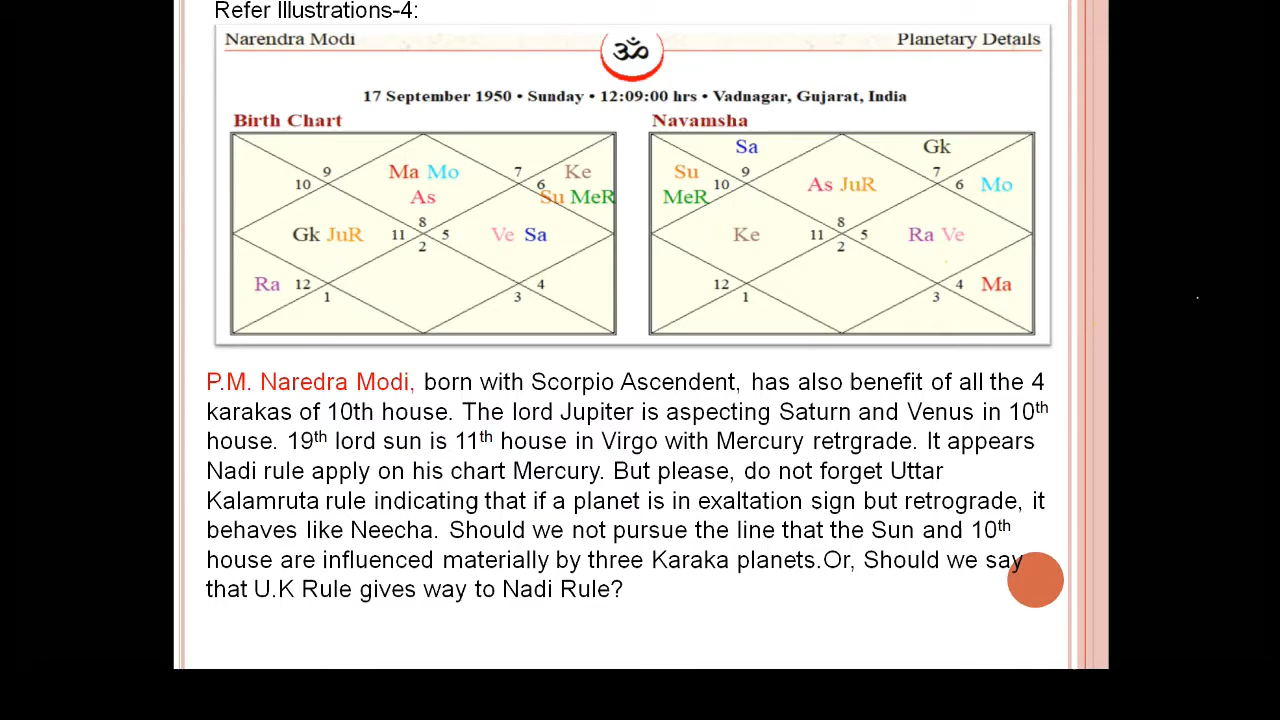 Refer Illustrations-4:
Narendra Modi
ॐ
Planetary Details
17 September 1950 • Sunday • 12:09:00 hrs • Vadnagar, Gujarat, India
Birth Chart
9
10
Ma Mo
As
7
6
Ke
Su MeR
Gk JuR
11
8
2
5
Ve Sa
Ra
12
1
4
3
Navamsha
Sa
Su
MeR
10
9
As JuR
Gk
7
6
Mo
Ke
11
8
2
5
Ra Ve
12
1
4
3
Ma
P.M. Naredra Modi, born with Scorpio Ascendent, has also benefit of all the 4
karakas of 10th house. The lord Jupiter is aspecting Saturn and Venus in 10th
house. 19th lord sun is 11th house in Virgo with Mercury retrgrade. It appears
Nadi rule apply on his chart Mercury. But please, do not forget Uttar
Kalamruta rule indicating that if a planet is in exaltation sign but retrograde, it
behaves like Neecha. Should we not pursue the line that the Sun and 10th
house are influenced materially by three Karaka planets.Or, Should we say
that U.K Rule gives way to Nadi Rule?